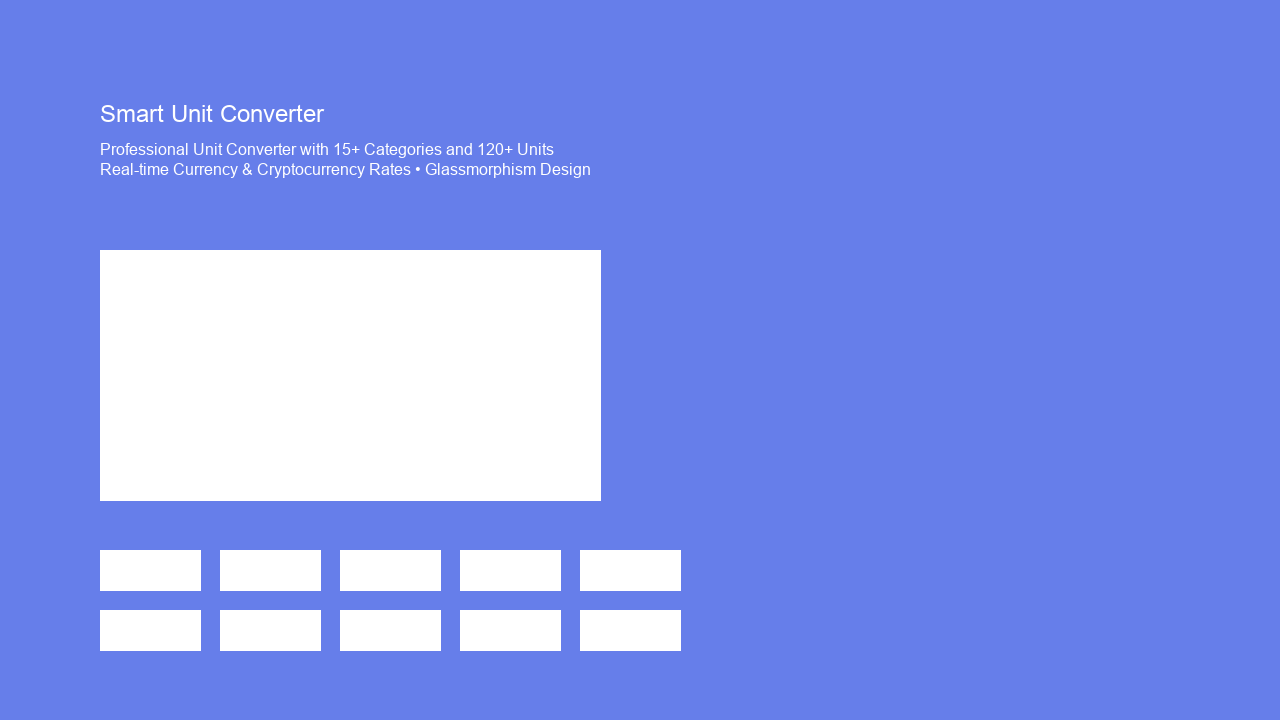 Smart Unit Converter
Professional Unit Converter with 15+ Categories and 120+ Units
Real-time Currency & Cryptocurrency Rates • Glassmorphism Design